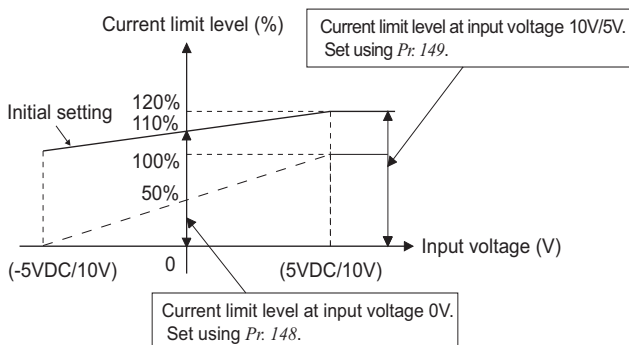 Current limit level (%)
Current limit level at input voltage 10V/5V.
Set using Pr. 149.
Initial setting
120%
110%
100%
50%
Input voltage (V)
(-5VDC/10V)
0
(5VDC/10V)
Current limit level at input voltage 0V.
Set using Pr. 148.